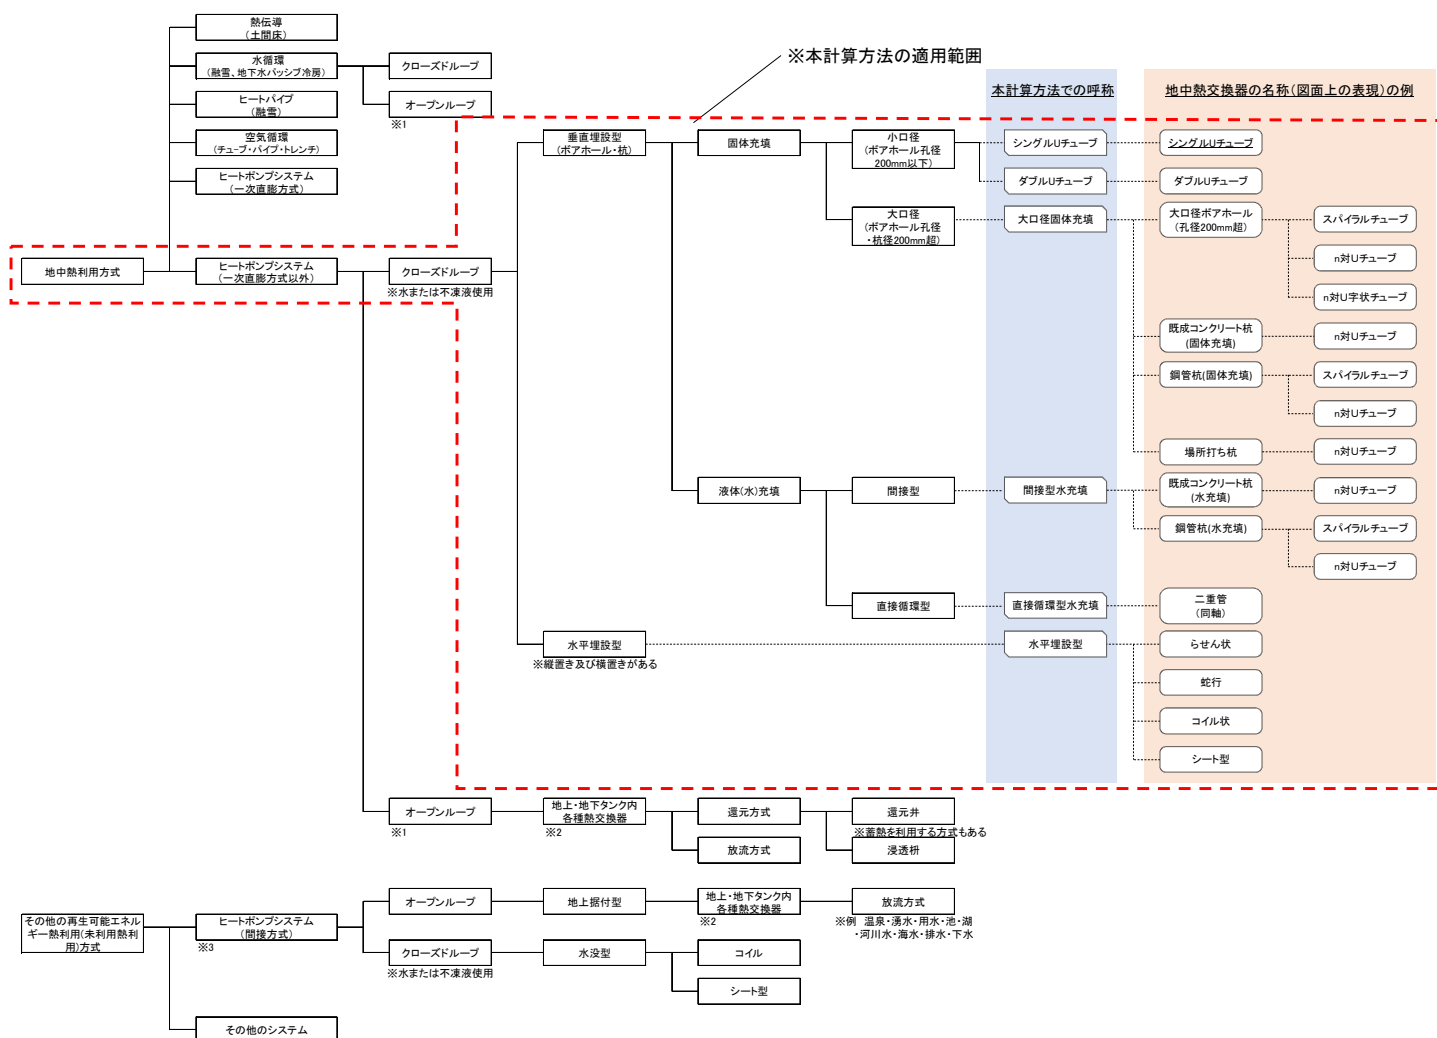 熱伝導
(土間床)
水循環
(融雪、地下水パッシブ冷房)
ヒートパイプ
(融雪)
空気循環
(チューブ・パイプ・トレンチ)
ヒートポンプシステム
(一次直膨方式)
地中熱利用方式
ヒートポンプシステム
(一次直膨方式以外)
クローズドループ
オープンループ
※1
クローズドループ
※水または不凍液使用
※本計算方法の適用範囲
垂直埋設型
(ボアホール・杭)
固体充填
小口径
(ボアホール孔径
200mm以下)
大口径
(ボアホール孔径
・杭径200mm超)
液体(水)充填
間接型
直接循環型
水平埋設型
※縦置き及び横置きがある
本計算方法での呼称
シングルUチューブ
ダブルUチューブ
大口径固体充填
間接型水充填
直接循環型水充填
水平埋設型
地中熱交換器の名称(図面上の表現)の例
シングルUチューブ
ダブルUチューブ
大口径ボアホール
(孔径200mm超)
スパイラルチューブ
n対Uチューブ
n対U字状チューブ
既成コンクリート杭
(固体充填)
n対Uチューブ
鋼管杭(固体充填)
スパイラルチューブ
n対Uチューブ
場所打ち杭
n対Uチューブ
既成コンクリート杭
(水充填)
n対Uチューブ
鋼管杭(水充填)
スパイラルチューブ
n対Uチューブ
二重管
(同軸)
らせん状
蛇行
コイル状
シート型
オープンループ
※1
地上・地下タンク内
各種熱交換器
※2
還元方式
放流方式
還元井
※蓄熱を利用する方式もある
浸透桝
その他の再生可能エネル
ギー熱利用(未利用熱利
用)方式
ヒートポンプシステム
(間接方式)
※3
オープンループ
地上据付型
地上・地下タンク内
各種熱交換器
※2
放流方式
※例 温泉・湧水・用水・池・湖
・河川水・海水・排水・下水
クローズドループ
※水または不凍液使用
水没型
コイル
シート型
その他のシステム